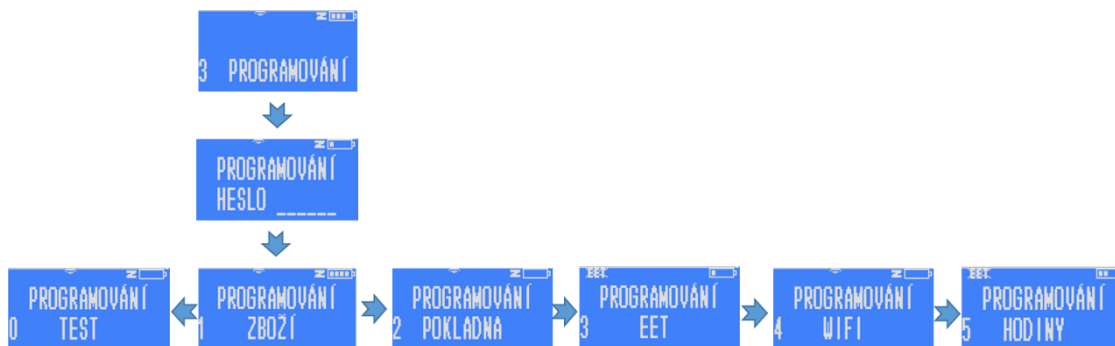 N
3 PROGRAMOVÁNÍ
N
PROGRAMOVÁNÍ
HESLO ______
N
PROGRAMOVÁNÍ
0 TEST
N
PROGRAMOVÁNÍ
1 ZBOŽÍ
N
PROGRAMOVÁNÍ
2 POKLADNA
EET
PROGRAMOVÁNÍ
3 EET
N
PROGRAMOVÁNÍ
4 WIFI
EET
PROGRAMOVÁNÍ
5 HODINY